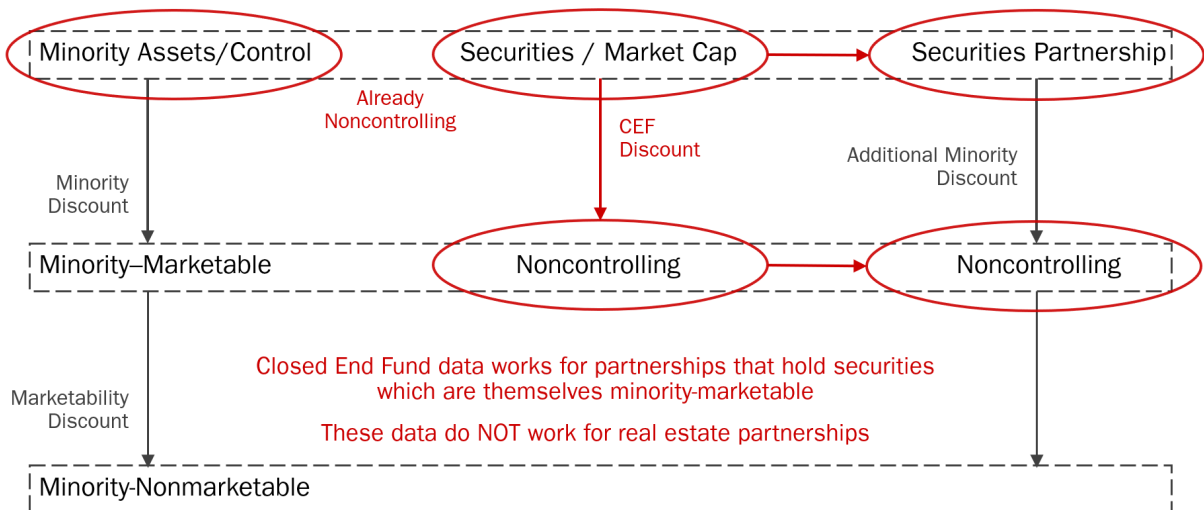 Minority Assets/Control
Securities / Market Cap
Securities Partnership
Already
Noncontrolling
CEF
Discount
Minority
Discount
Additional Minority
Discount
Minority–Marketable
Noncontrolling
Noncontrolling
Marketability
Discount
Closed End Fund data works for partnerships that hold securities
which are themselves minority-marketable
These data do NOT work for real estate partnerships
Minority-Nonmarketable